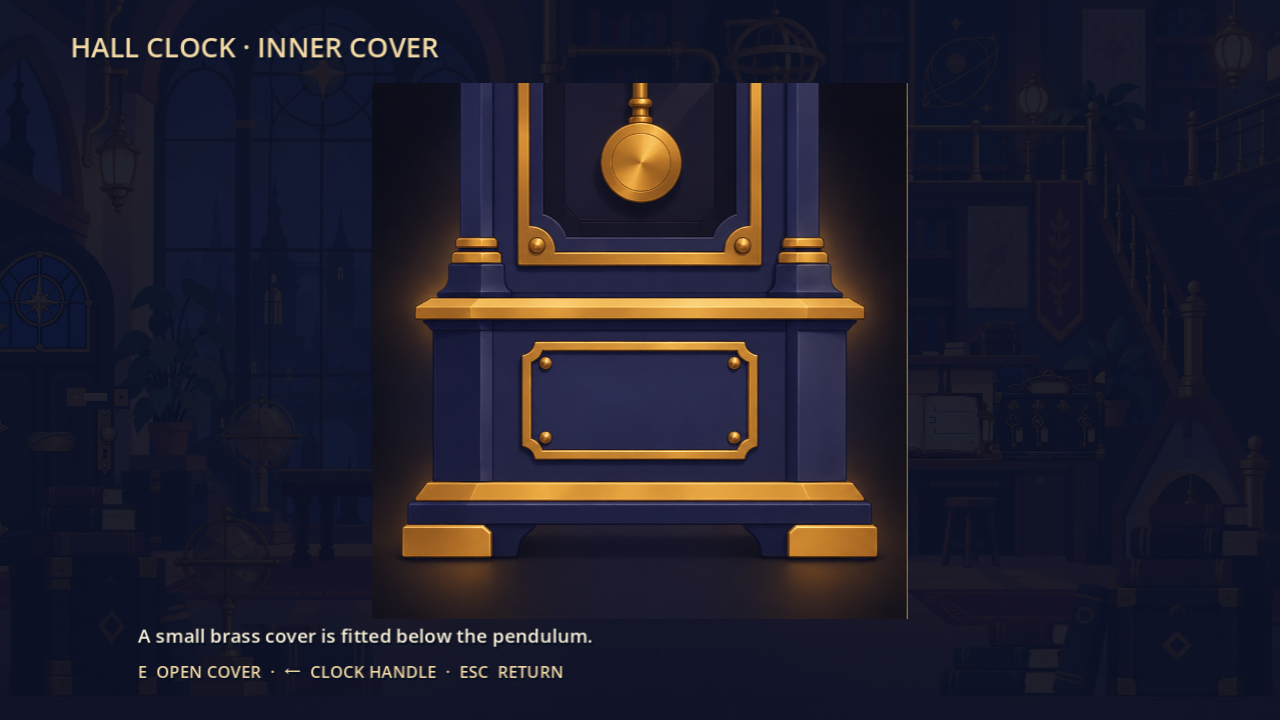 HALL CLOCK · INNER COVER
A small brass cover is fitted below the pendulum.
E OPEN COVER · ← CLOCK HANDLE · ESC RETURN